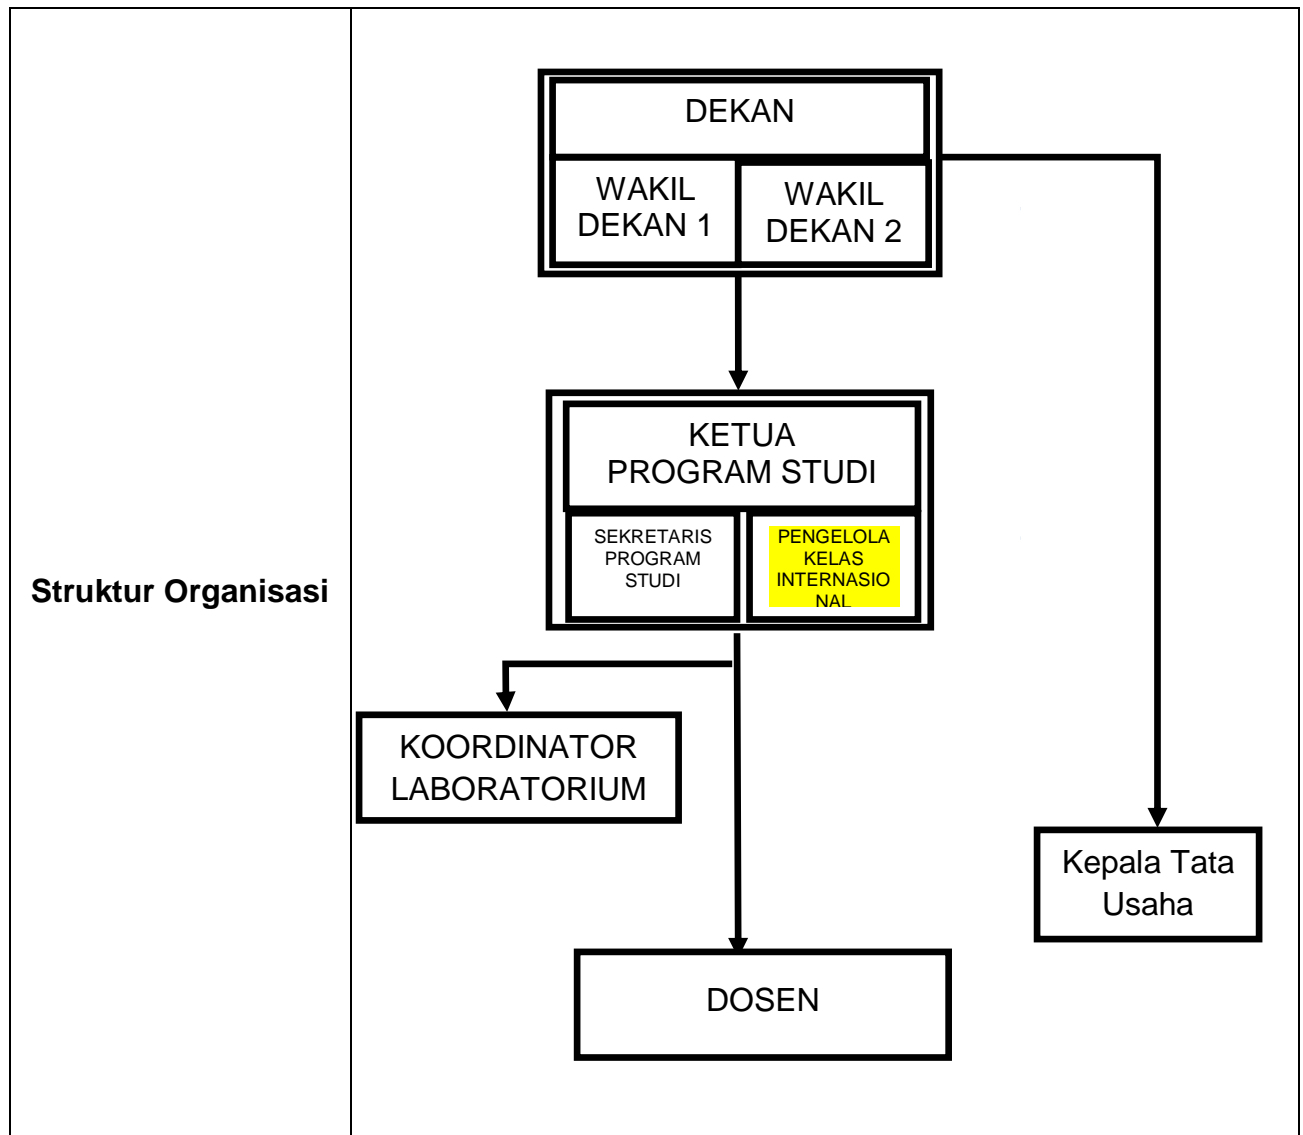 DEKAN
WAKIL
DEKAN 1
WAKIL
DEKAN 2
KETUA
PROGRAM STUDI
SEKRETARIS
PROGRAM
STUDI
PENGELOLA
KELAS
INTERNASIO
NAL
Struktur Organisasi
KOORDINATOR
LABORATORIUM
Kepala Tata
Usaha
DOSEN